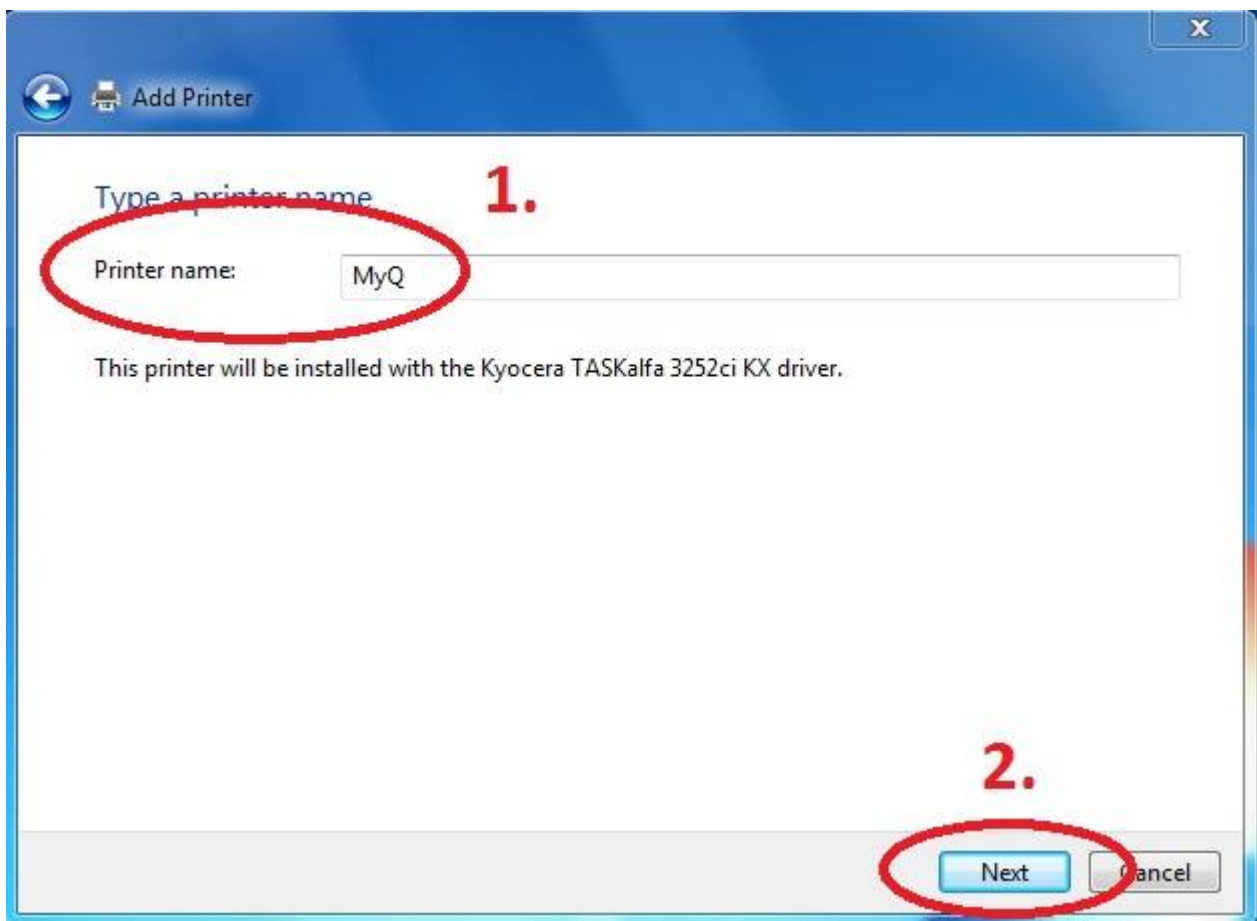 x
Add Printer
Type a printer name
1.
Printer name: MyQ
This printer will be installed with the Kyocera TASKalfa 3252ci KX driver.
2.
Next Cancel